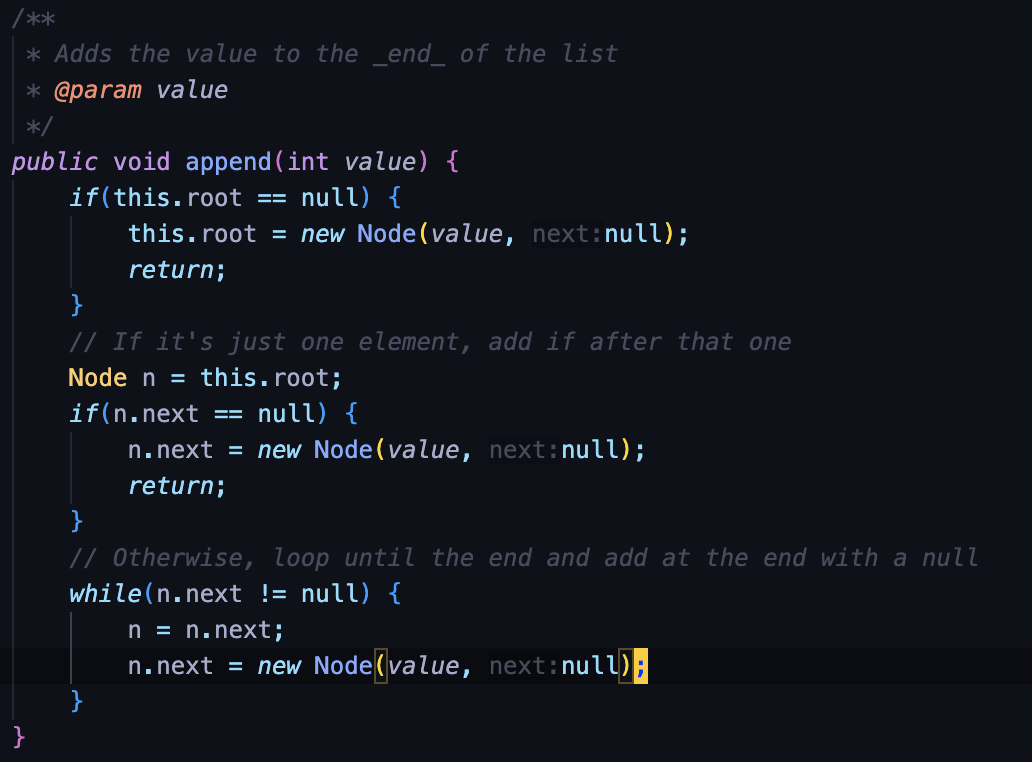 /**
 * Adds the value to the _end_ of the list
 * @param value
 */
public void append(int value) {
    if(this.root == null) {
        this.root = new Node(value, next:null);
        return;
    }
    // If it's just one element, add if after that one
    Node n = this.root;
    if(n.next == null) {
        n.next = new Node(value, next:null);
        return;
    }
    // Otherwise, loop until the end and add at the end with a null
    while(n.next != null) {
        n = n.next;
        n.next = new Node(value, next:null);
    }
}